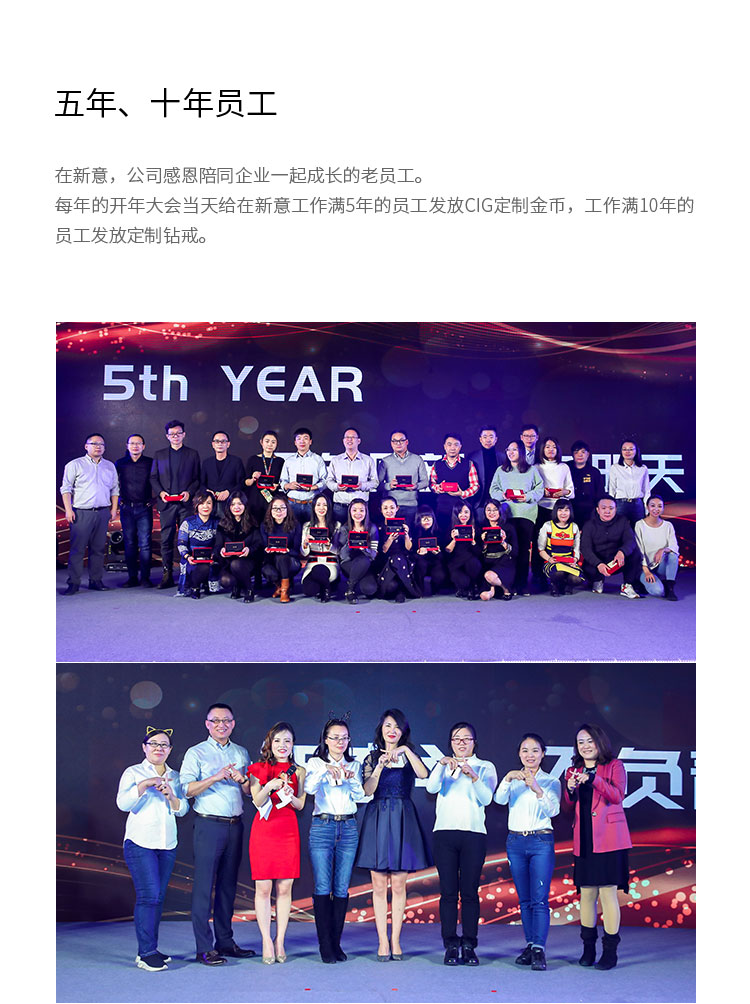 五年、十年员工
在新意，公司感恩陪同企业一起成长的老员工。
每年的开年大会当天给在新意工作满5年的员工发放CIG定制金币，工作满10年的
员工发放定制钻戒。
5th YEAR
天
负